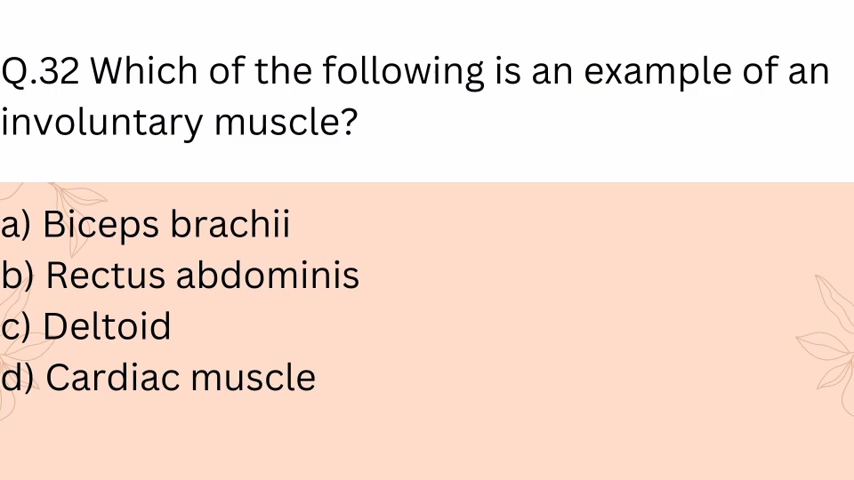 Q.32 Which of the following is an example of an
involuntary muscle?
a) Biceps brachii
b) Rectus abdominis
c) Deltoid
d) Cardiac muscle